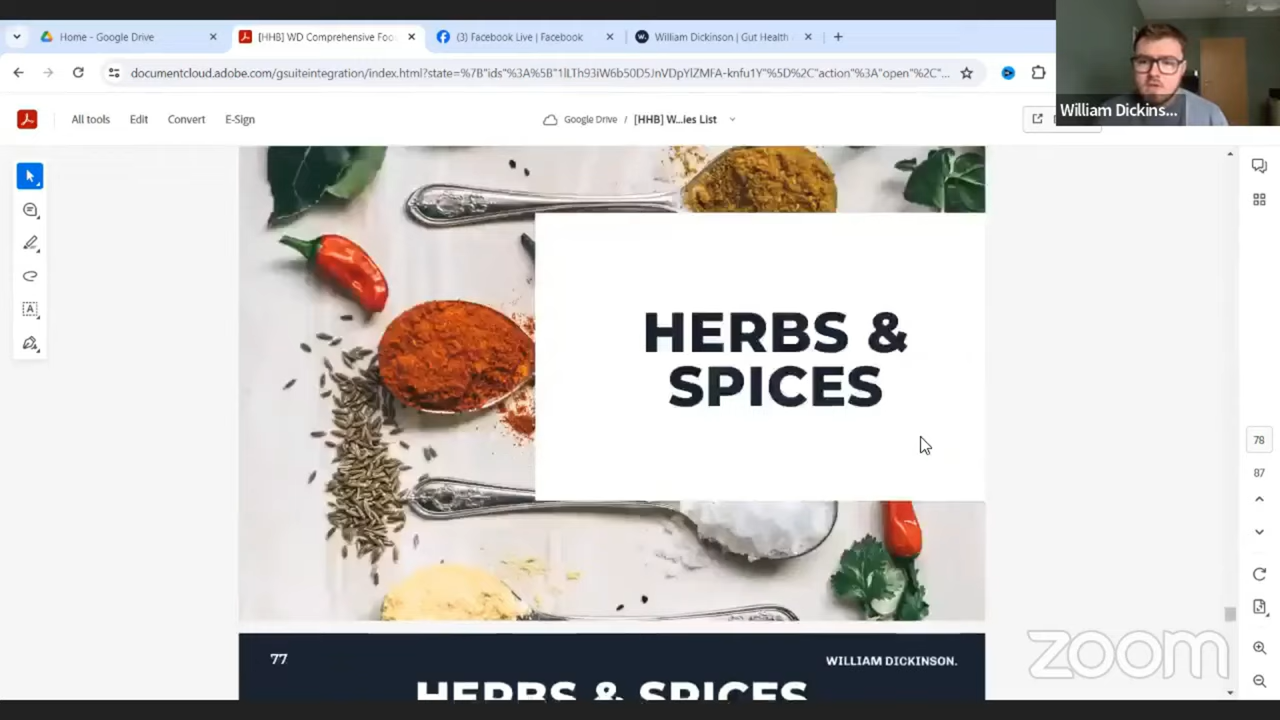 Home - Google Drive
[HHB] WD Comprehensive Foo
(3) Facebook Live | Facebook
William Dickinson | Gut Health
documentcloud.adobe.com/gsuiteintegration/index.html?state=%7B"ids"%3A%5B"1lLTh93iW6b50D5JnVDpYlZMFA-knfu1Y"%5D%2C"action"%3A"open"%2C"...
William Dickins...
All tools
Edit
Convert
E-Sign
Google Drive / [HHB] W...ies List
HERBS &
SPICES
78
87
77
WILLIAM DICKINSON.
HERBS & SPICES
zoom